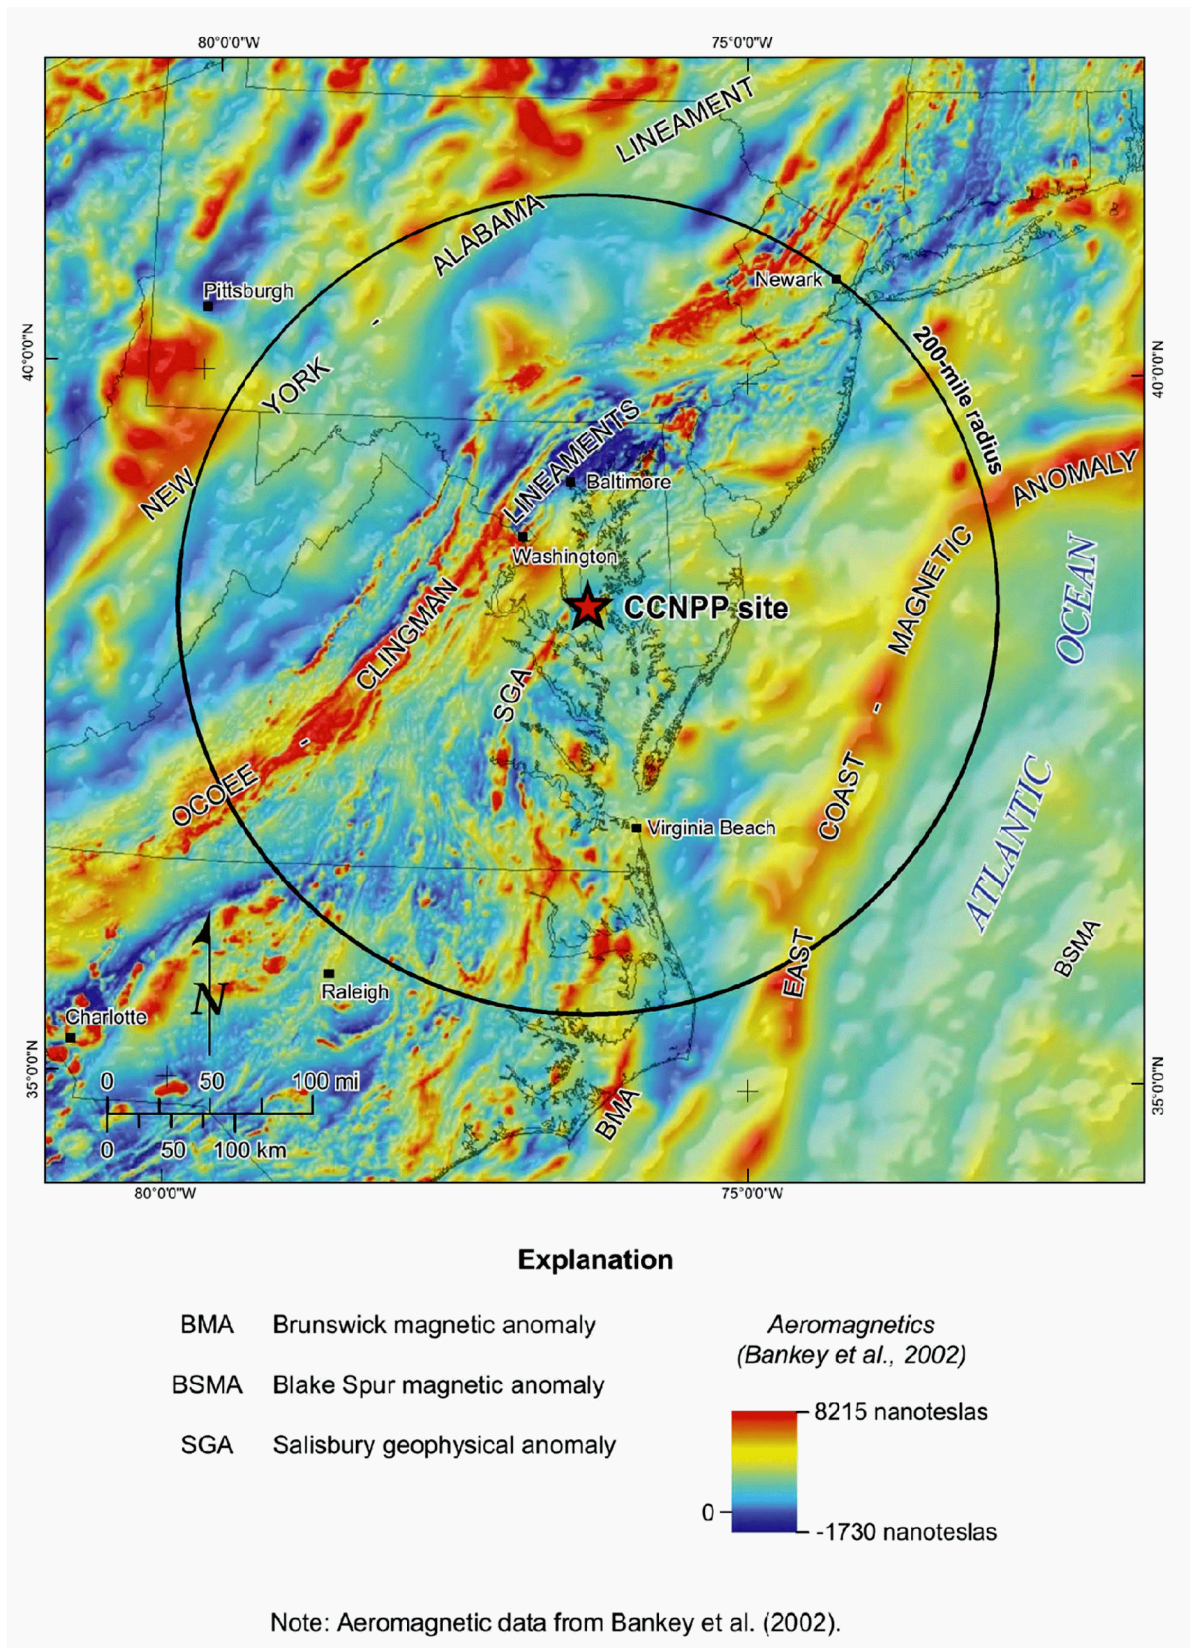 80°0'0"W
75°0'0"W
LINEAMENT
ALABAMA
-
Newark
Pittsburgh
40°0'0"N
40°0'0"N
200-mile radius
YORK
NEW
LINEAMENTS
ANOMALY
Baltimore
Washington
CCNPP site
MAGNETIC
OCEAN
CLINGMAN
SGA
-
-
OCOEE
COAST
Virginia Beach
ATLANTIC
BSMA
EAST
Raleigh
N
Charlotte
35°0'0"N
35°0'0"N
0 50 100 mi
0 50 100 km
BMA
80°0'0"W
75°0'0"W
Explanation
BMA Brunswick magnetic anomaly
BSMA Blake Spur magnetic anomaly
SGA Salisbury geophysical anomaly
Aeromagnetics
(Bankey et al., 2002)
8215 nanoteslas
0
-1730 nanoteslas
Note: Aeromagnetic data from Bankey et al. (2002).